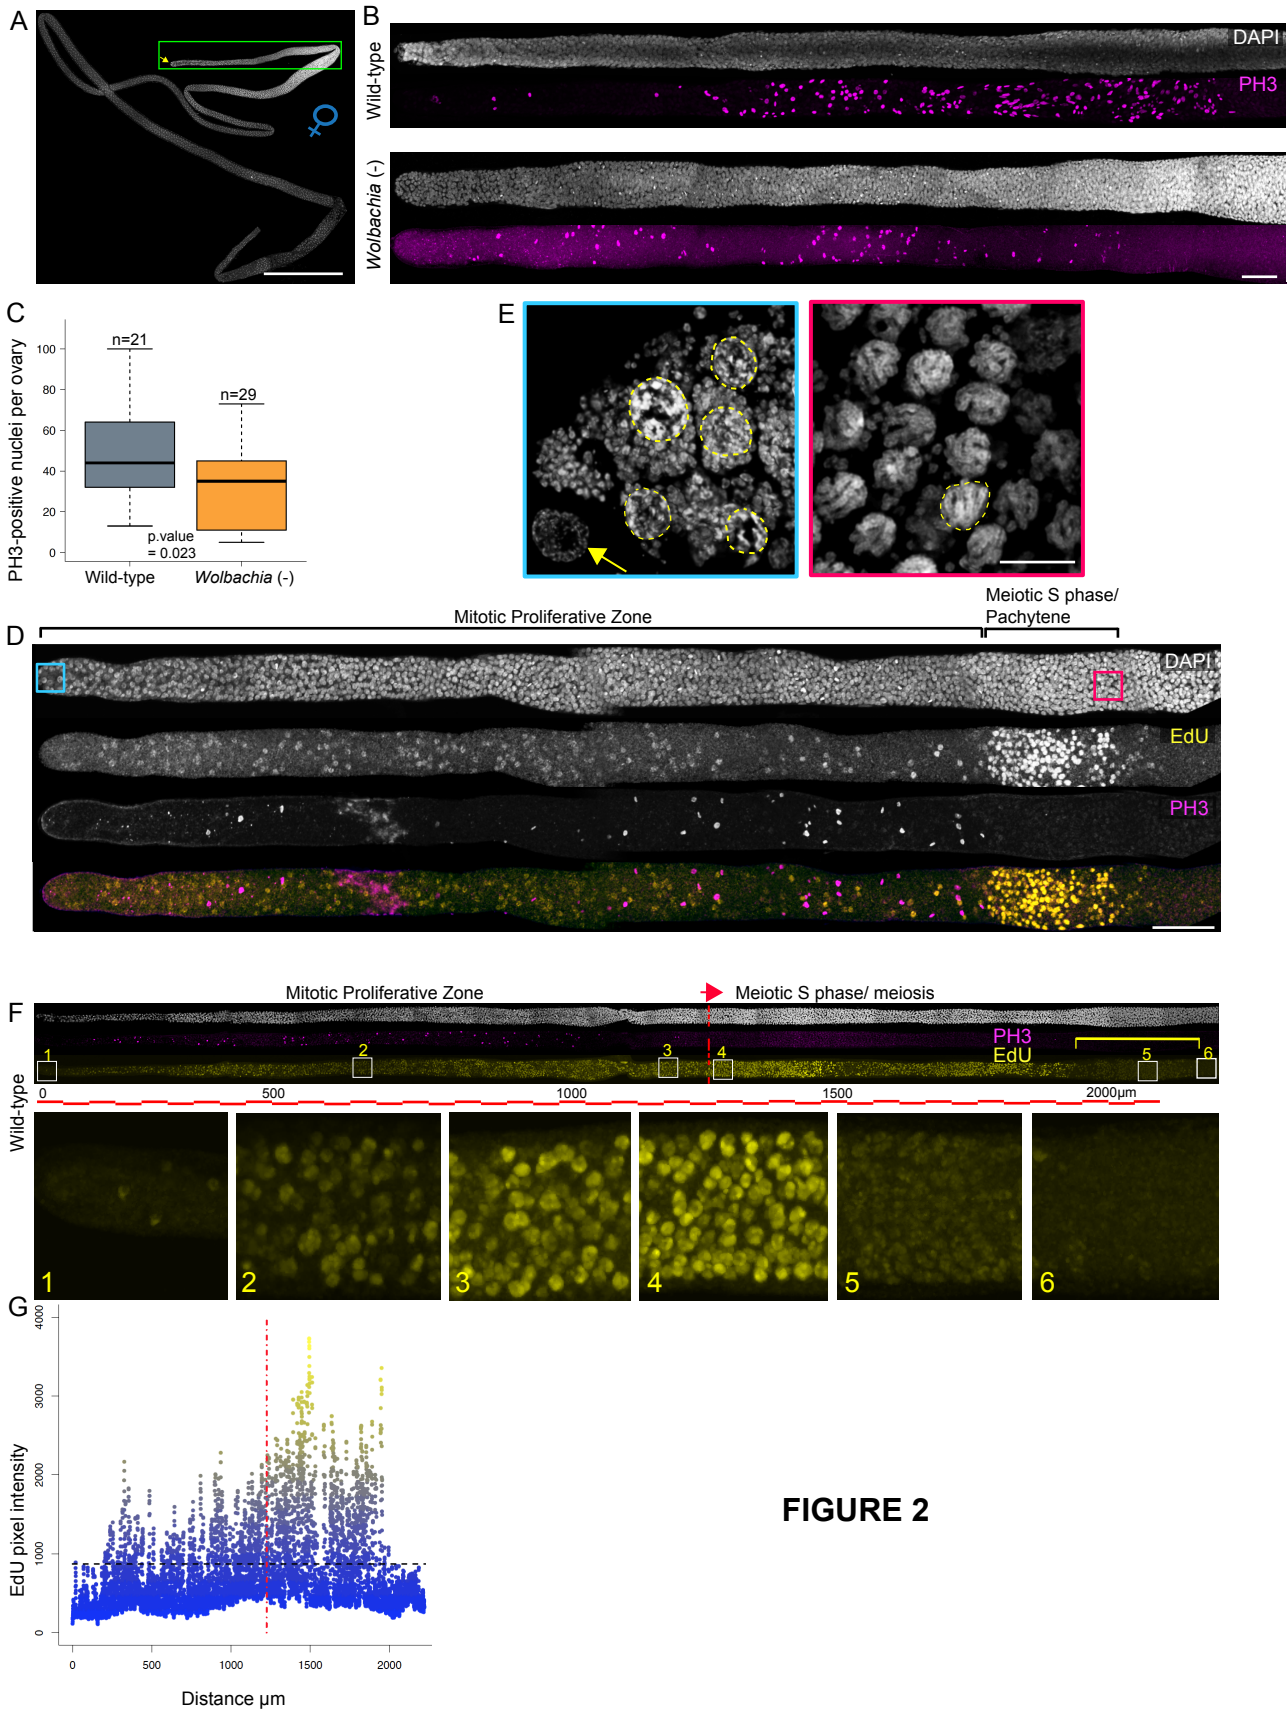 A
B
Wild-type
DAPI
PH3
Wolbachia (-)
C
PH3-positive nuclei per ovary
100
80
60
40
20
0
n=21
n=29
p.value
= 0.023
Wild-type
Wolbachia (-)
E
D
Mitotic Proliferative Zone
Meiotic S phase/
Pachytene
DAPI
EdU
PH3
F
Mitotic Proliferative Zone
Meiotic S phase/ meiosis
Wild-type
PH3
EdU
1
2
3
4
5
6
0
500
1000
1500
2000µm
1
2
3
4
5
6
G
EdU pixel intensity
4000
3000
2000
1000
0
0
500
1000
1500
2000
Distance µm
FIGURE 2